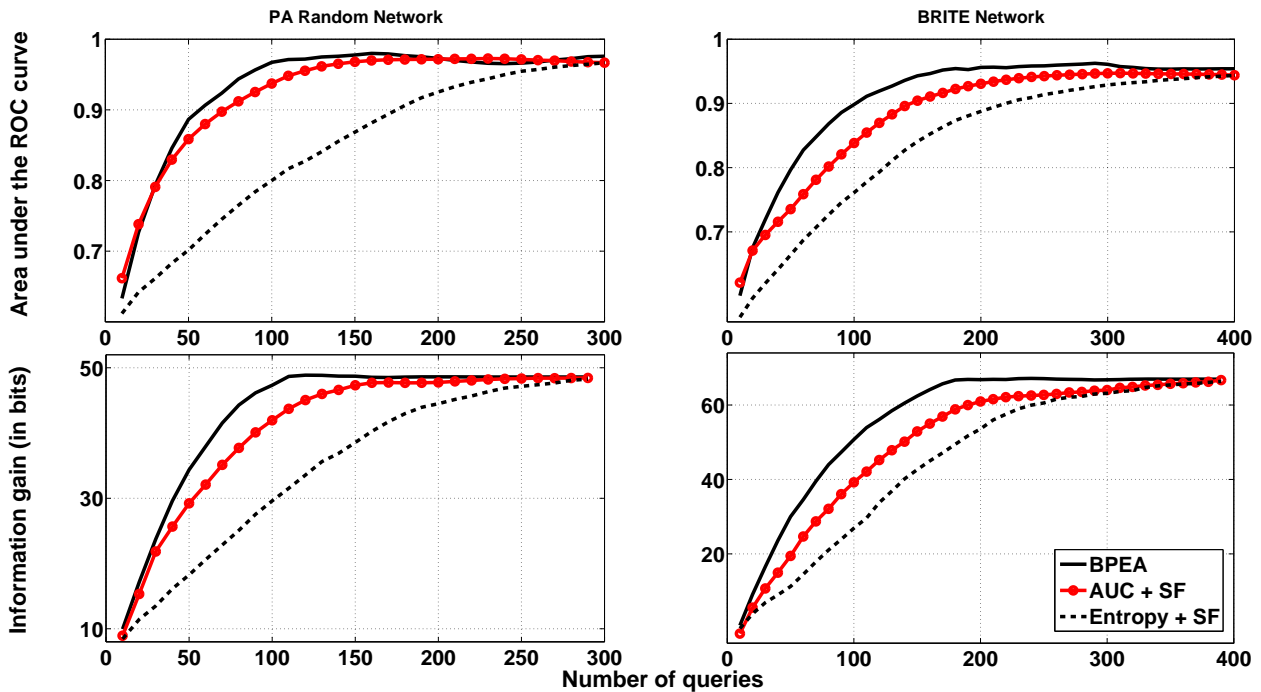 PA Random Network
BRITE Network
Area under the ROC curve
1
0.9
0.8
0.7
0 50 100 150 200 250 300
1
0.9
0.8
0.7
0 100 200 300 400
Information gain (in bits)
50
30
10
0 50 100 150 200 250 300
60
40
20
0 100 200 300 400
BPEA
AUC + SF
Entropy + SF
Number of queries